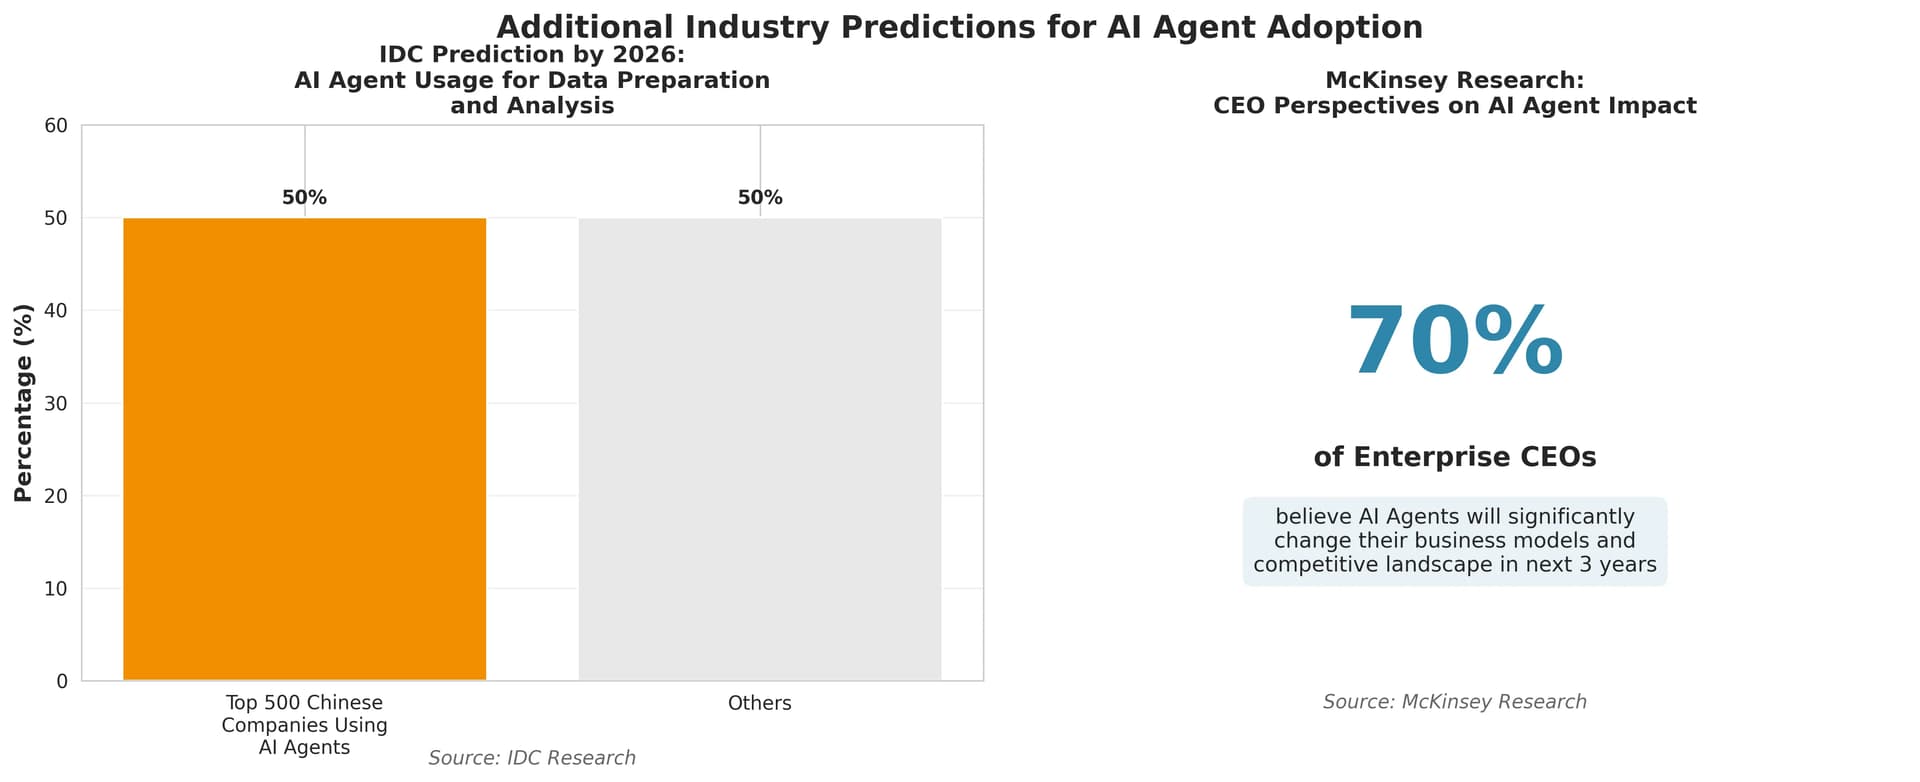 Additional Industry Predictions for AI Agent Adoption
IDC Prediction by 2026:
AI Agent Usage for Data Preparation
and Analysis
60
50
40
30
20
10
0
Percentage (%)
50%
50%
Top 500 Chinese
Companies Using
AI Agents
Others
Source: IDC Research
McKinsey Research:
CEO Perspectives on AI Agent Impact
70%
of Enterprise CEOs
believe AI Agents will significantly
change their business models and
competitive landscape in next 3 years
Source: McKinsey Research